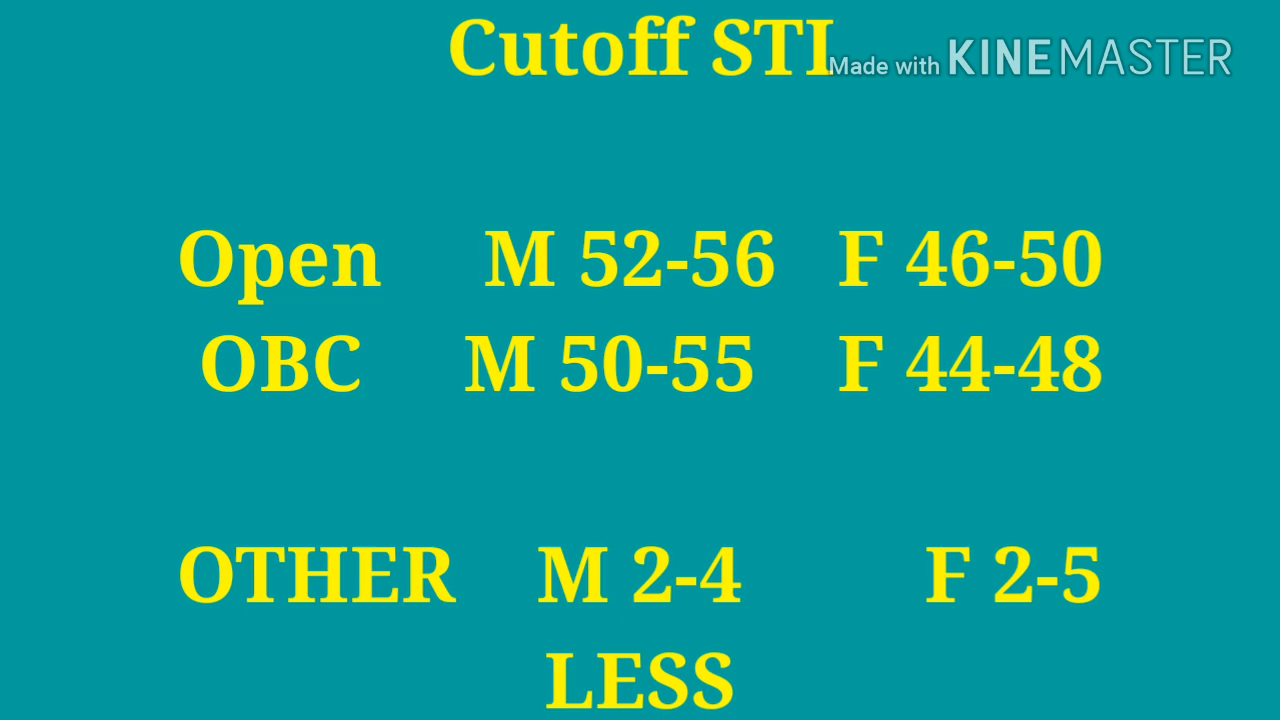 Cutoff STI
Made with KINEMASTER
Open M 52-56 F 46-50
OBC M 50-55 F 44-48
OTHER M 2-4 F 2-5
LESS